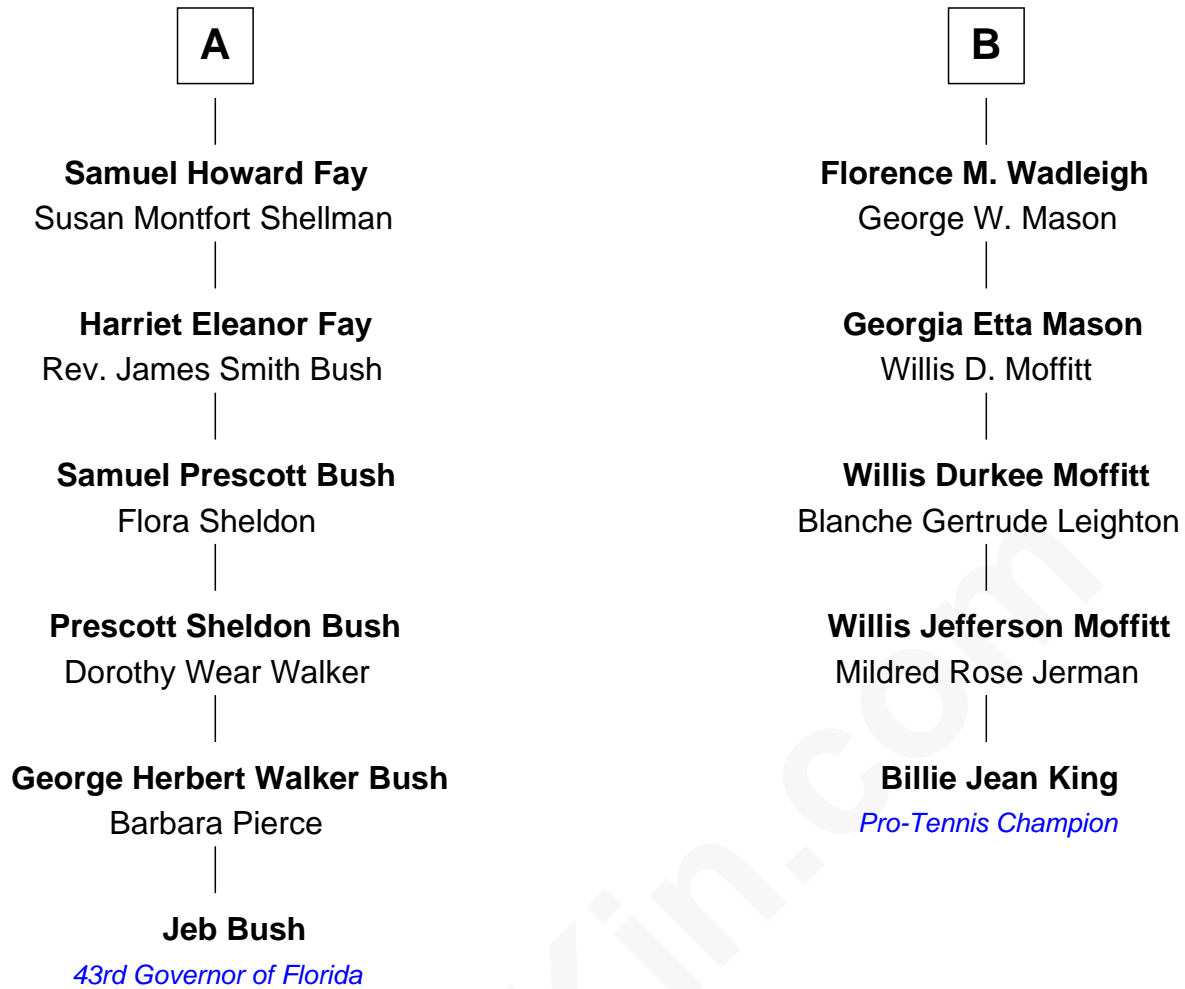 A
Samuel Howard Fay
Susan Montfort Shellman
Harriet Eleanor Fay
Rev. James Smith Bush
Samuel Prescott Bush
Flora Sheldon
Prescott Sheldon Bush
Dorothy Wear Walker
George Herbert Walker Bush
Barbara Pierce
Jeb Bush
43rd Governor of Florida
B
Florence M. Wadleigh
George W. Mason
Georgia Etta Mason
Willis D. Moffitt
Willis Durkee Moffitt
Blanche Gertrude Leighton
Willis Jefferson Moffitt
Mildred Rose Jerman
Billie Jean King
Pro-Tennis Champion